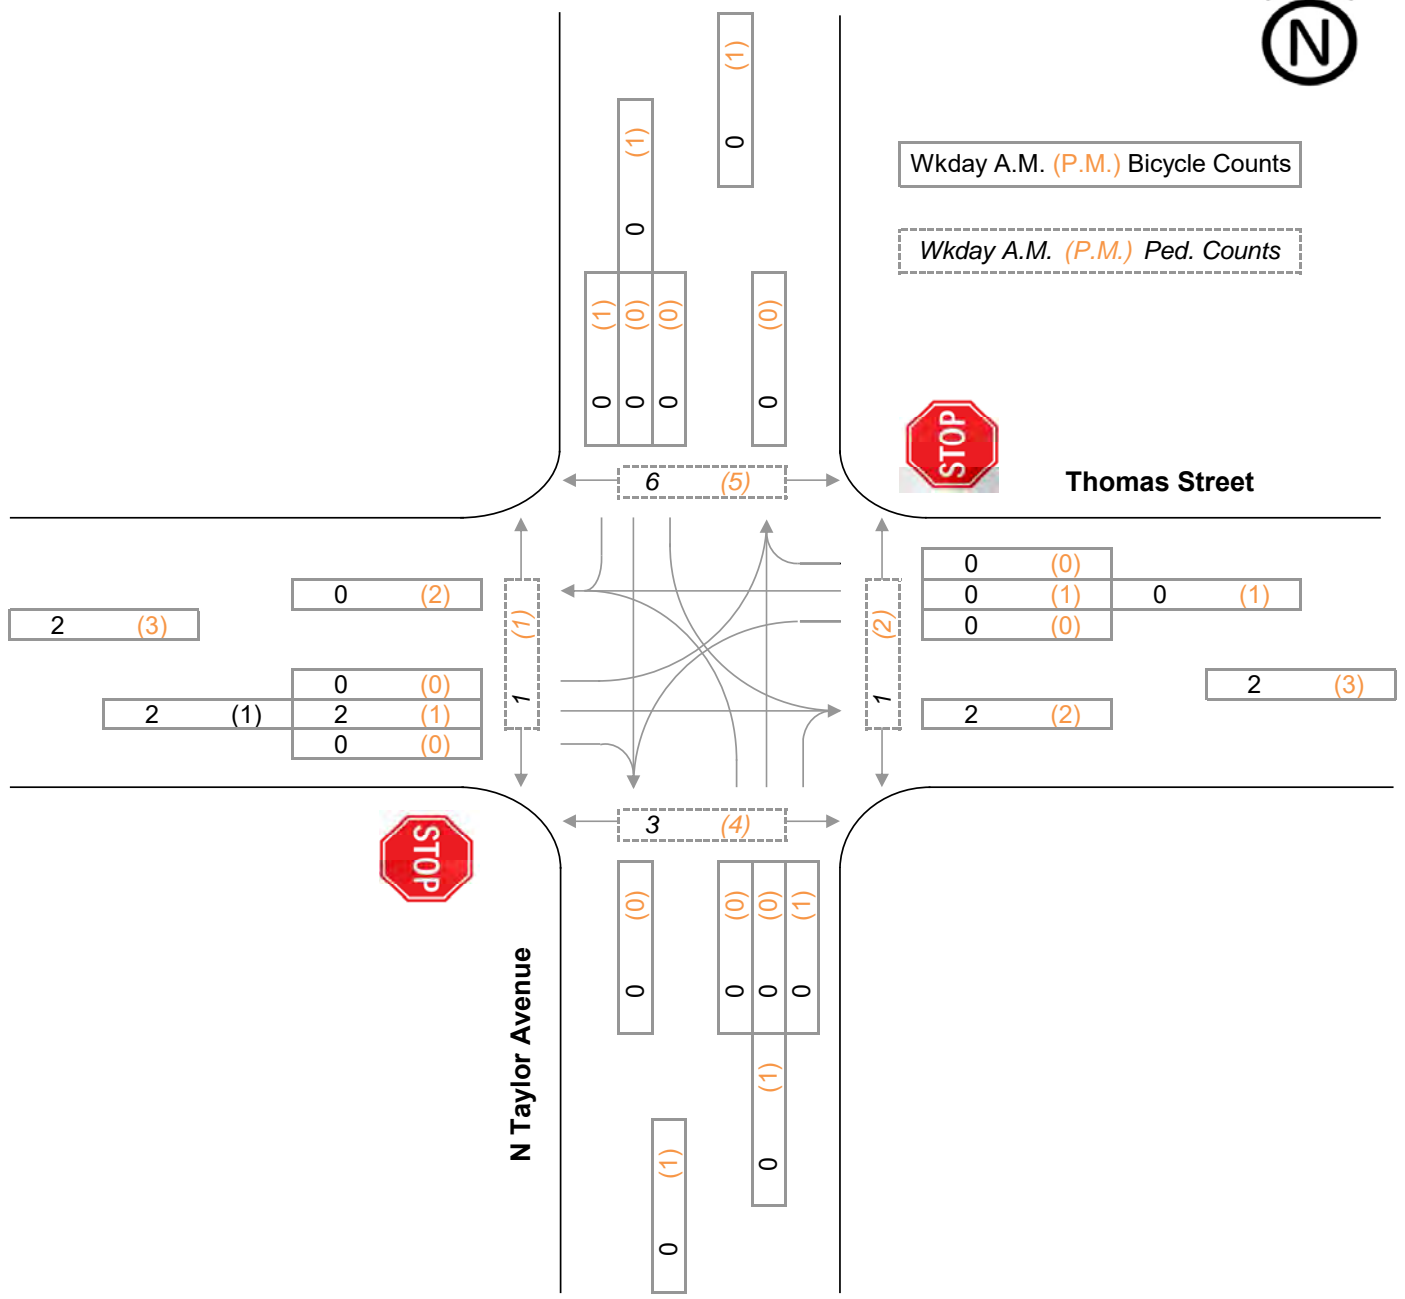 N
(1)
0
(1)
0
Wkday A.M. (P.M.) Bicycle Counts
Wkday A.M. (P.M.) Ped. Counts
(1) (0) (0) (0)
0 0 0 0
STOP
6 (5)
Thomas Street
0 (0)
0 (2)
0 (1) 0 (1)
2 (3)
(1)
(2)
0 (0)
0 (0)
2 (3)
1
1
2 (1) 2 (1)
2 (2)
0 (0)
3 (4)
STOP
(0) (0) (0) (1)
0 0 0 0
N Taylor Avenue
(1)
0
(1)
0